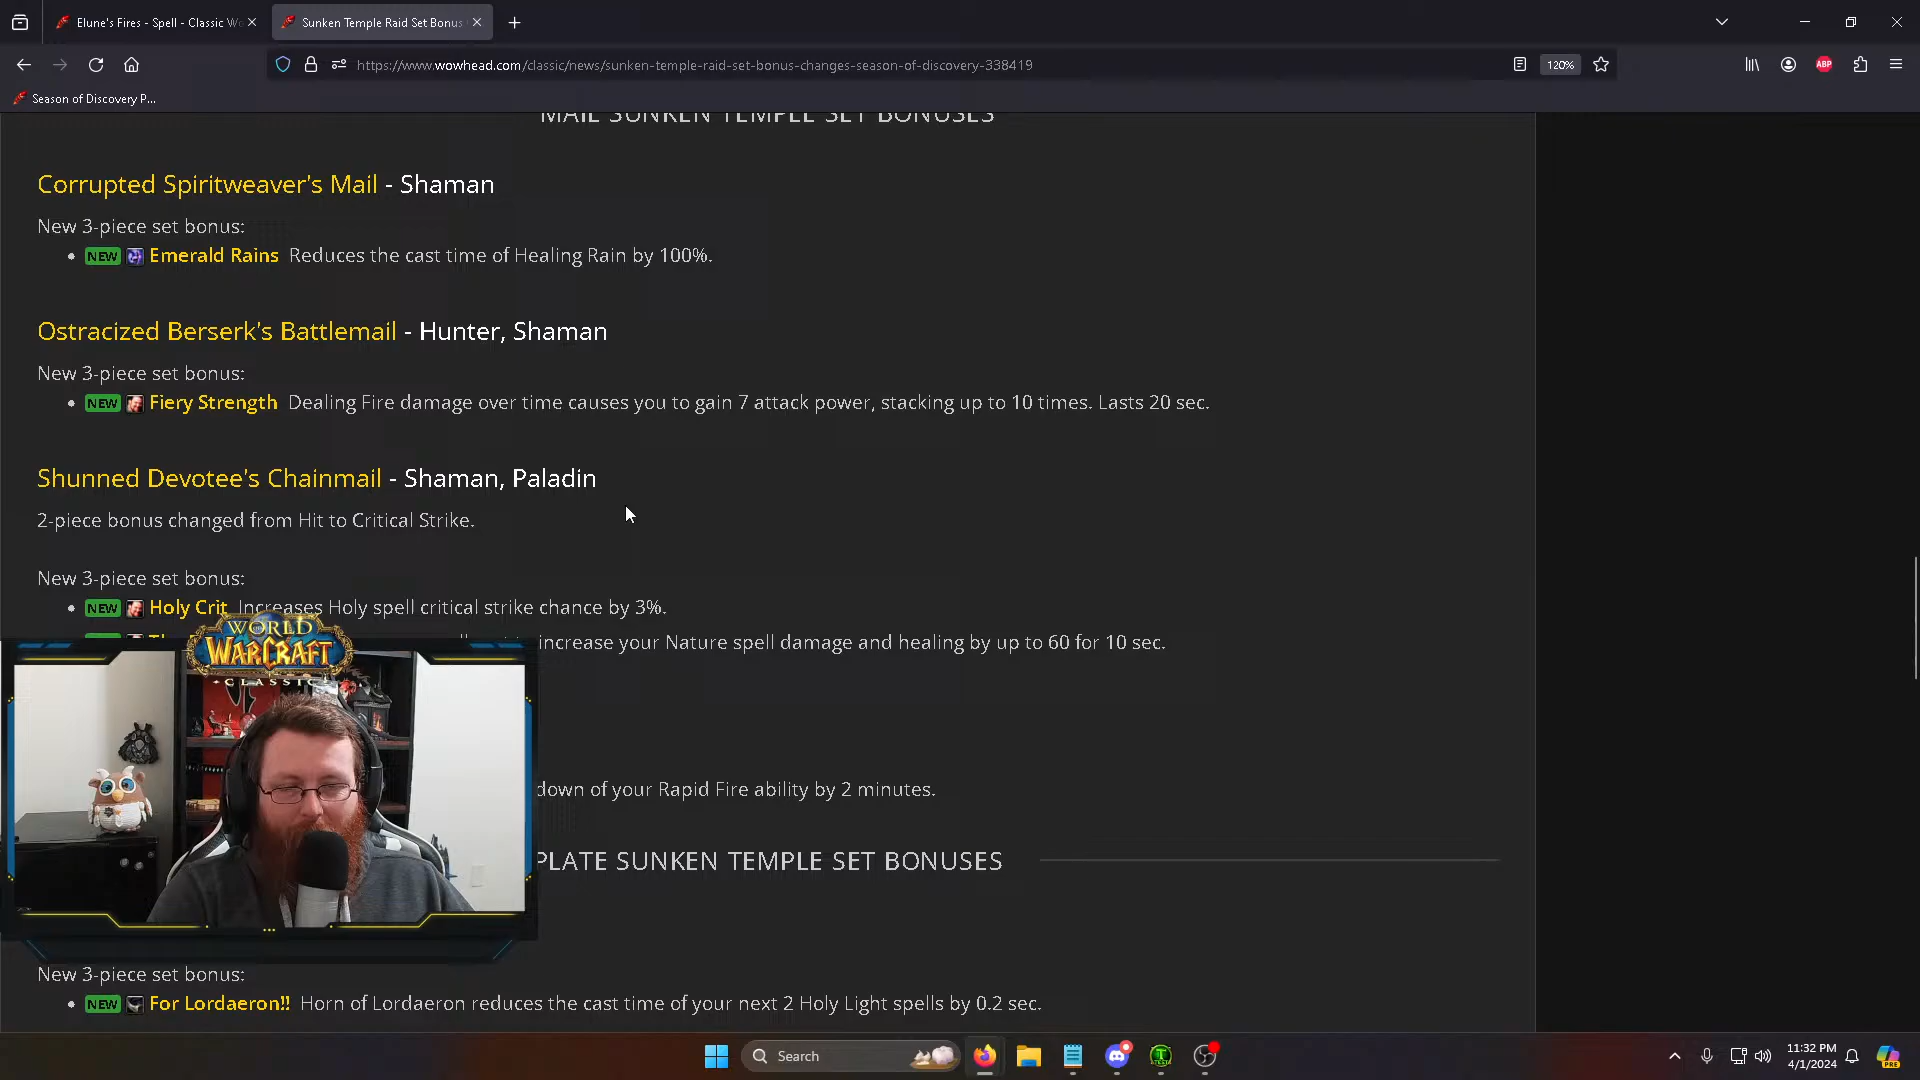 Elune's Fires - Spell - Classic Wo
Sunken Temple Raid Set Bonus
https://www.wowhead.com/classic/news/sunken-temple-raid-set-bonus-changes-season-of-discovery-338419
120%
ABP
Season of Discovery P...
MAIL SUNKEN TEMPLE SET BONUSES
Corrupted Spiritweaver's Mail - Shaman
New 3-piece set bonus:
NEW Emerald Rains Reduces the cast time of Healing Rain by 100%.
Ostracized Berserk's Battlemail - Hunter, Shaman
New 3-piece set bonus:
NEW Fiery Strength Dealing Fire damage over time causes you to gain 7 attack power, stacking up to 10 times. Lasts 20 sec.
Shunned Devotee's Chainmail - Shaman, Paladin
2-piece bonus changed from Hit to Critical Strike.
New 3-piece set bonus:
NEW Holy Crit Increases Holy spell critical strike chance by 3%.
increase your Nature spell damage and healing by up to 60 for 10 sec.
WORLD
WARCRAFT
CLASSIC
down of your Rapid Fire ability by 2 minutes.
PLATE SUNKEN TEMPLE SET BONUSES
New 3-piece set bonus:
NEW For Lordaeron!! Horn of Lordaeron reduces the cast time of your next 2 Holy Light spells by 0.2 sec.
Search
11:32 PM
4/1/2024
PRE